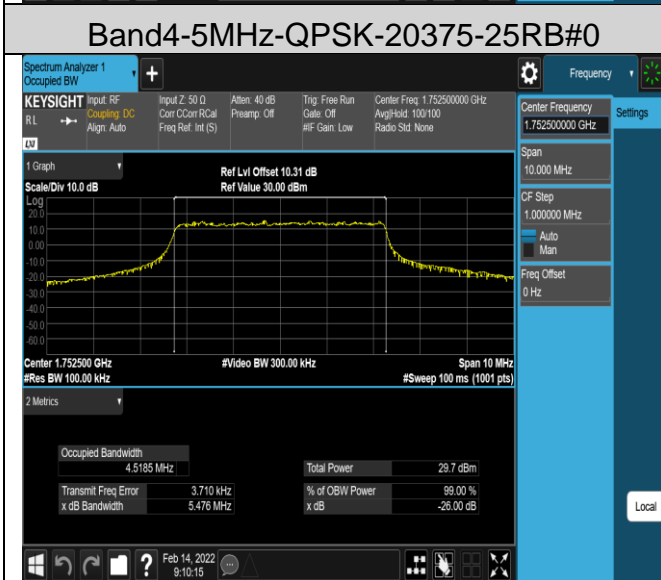 Band4-5MHz-QPSK-20375-25RB#0
Spectrum Analyzer 1
Occupied BW
Frequency
KEYSIGHT
RL
Input: RF
Coupling: DC
Align: Auto
Input Z: 50 Ω
Corr CCorr RCal
Freq Ref: Int (S)
Atten: 40 dB
Preamp: Off
Trig: Free Run
Gate: Off
#IF Gain: Low
Center Freq: 1.752500000 GHz
Avg|Hold: 100/100
Radio Std: None
Center Frequency
1.752500000 GHz
Settings
Span
10.000 MHz
CF Step
1.000000 MHz
Auto
Man
Freq Offset
0 Hz
1 Graph
Scale/Div 10.0 dB
Ref Lvl Offset 10.31 dB
Ref Value 30.00 dBm
Log
20.0
10.0
0.00
-10.0
-20.0
-30.0
-40.0
-50.0
-60.0
Center 1.752500 GHz
#Video BW 300.00 kHz
Span 10 MHz
#Res BW 100.00 kHz
#Sweep 100 ms (1001 pts)
2 Metrics
Occupied Bandwidth
4.5185 MHz
Total Power 29.7 dBm
Transmit Freq Error 3.710 kHz
% of OBW Power 99.00 %
x dB Bandwidth 5.476 MHz
x dB -26.00 dB
Local
?
Feb 14, 2022
9:10:15